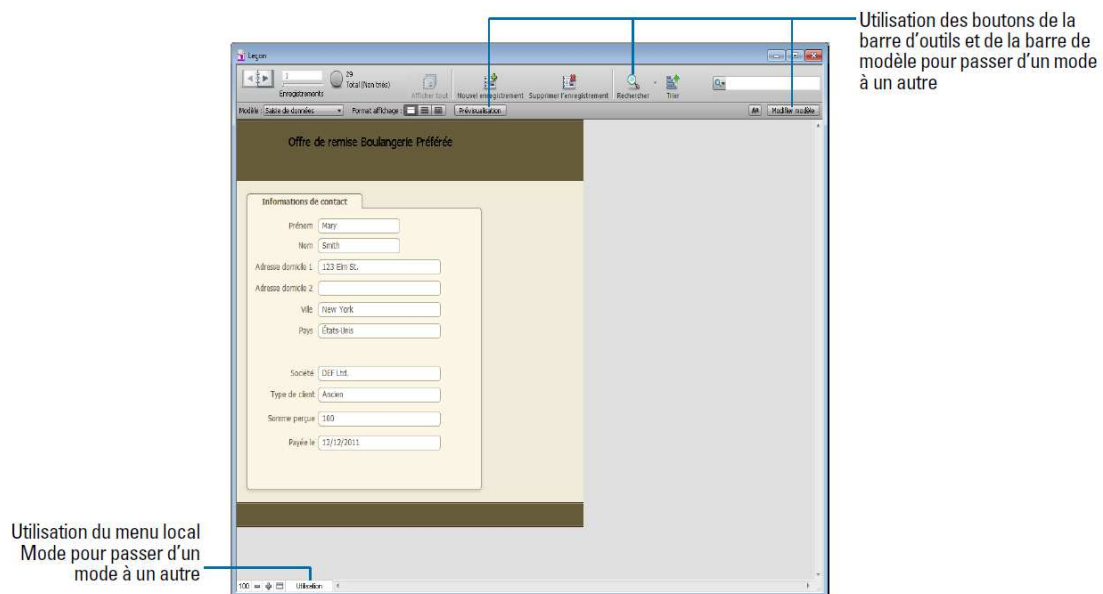 Utilisation des boutons de la
barre d'outils et de la barre de
modèle pour passer d'un mode
à un autre
Leçon
1
29
Total (Non triés)
Enregistrements
Afficher tout
Nouvel enregistrement
Supprimer l'enregistrement
Rechercher
Trier
Modèle : Saisie de données
Format affichage :
Prévisualisation
Aa
Modifier modèle
Offre de remise Boulangerie Préférée
Informations de contact
Prénom Mary
Nom Smith
Adresse domicile 1 123 Elm St.
Adresse domicile 2
Ville New York
Pays États-Unis
Société DEF Ltd.
Type de client Ancien
Somme perçue 100
Payée le 12/12/2011
Utilisation du menu local
Mode pour passer d'un
mode à un autre
100
Utilisation